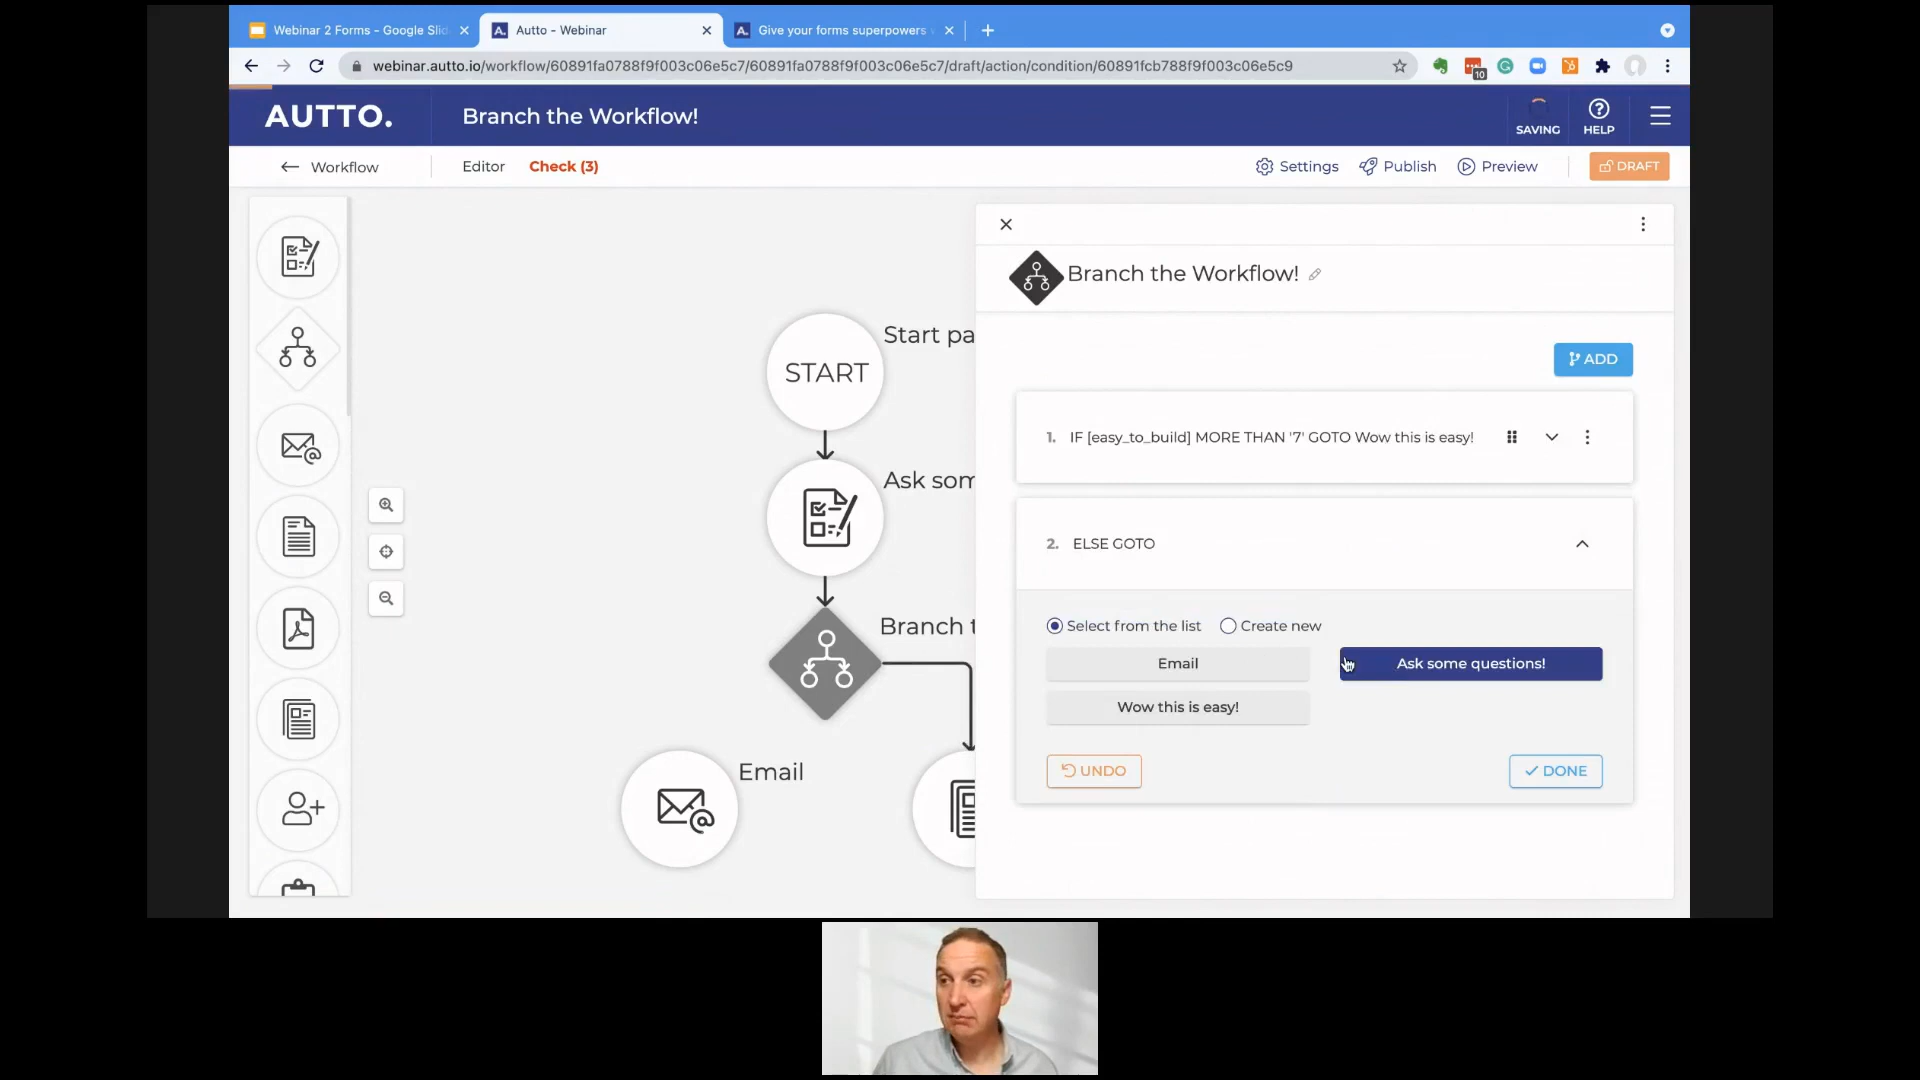 Webinar 2 Forms - Google Slid
Autto - Webinar
Give your forms superpowers
webinar.autto.io/workflow/60891fa0788f9f003c06e5c7/60891fa0788f9f003c06e5c7/draft/action/condition/60891fcb788f9f003c06e5c9
10
AUTTO.
Branch the Workflow!
SAVING
HELP
Workflow
Editor
Check (3)
Settings
Publish
Preview
DRAFT
Branch the Workflow!
ADD
START
Start pa
1. IF [easy_to_build] MORE THAN '7' GOTO Wow this is easy!
Ask som
2. ELSE GOTO
Branch t
Select from the list
Create new
Email
Ask some questions!
Wow this is easy!
Email
UNDO
DONE